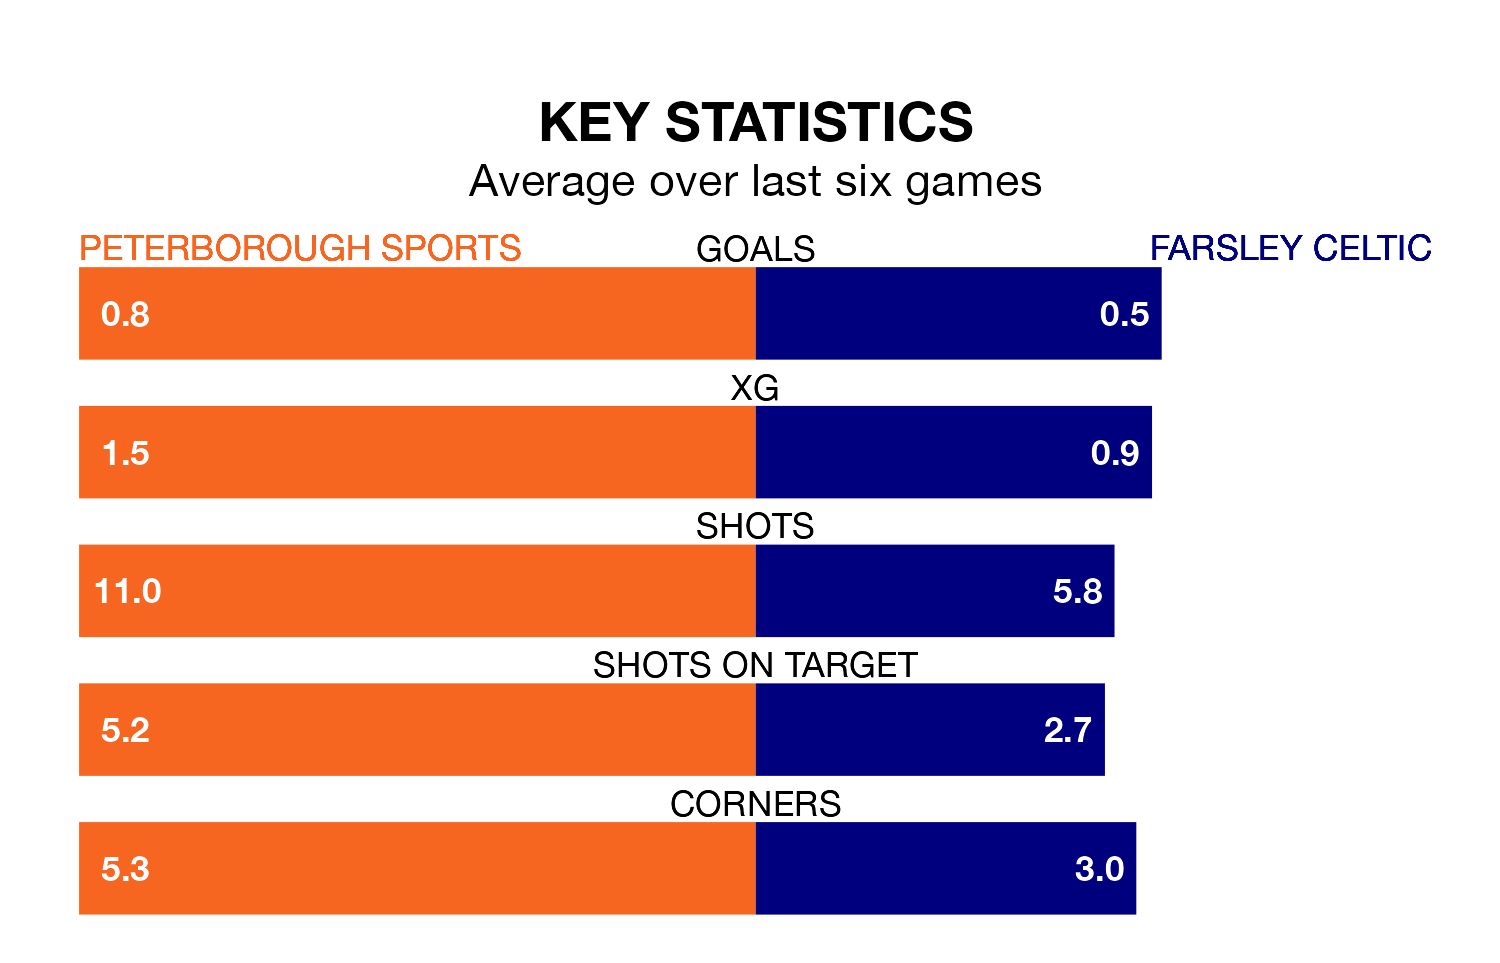 KEY STATISTICS
Average over last six games
PETERBOROUGH SPORTS GOALS FARSLEY CELTIC
0.8 0.5
XG
1.5 0.9
SHOTS
11.0 5.8
SHOTS ON TARGET
5.2 2.7
CORNERS
5.3 3.0